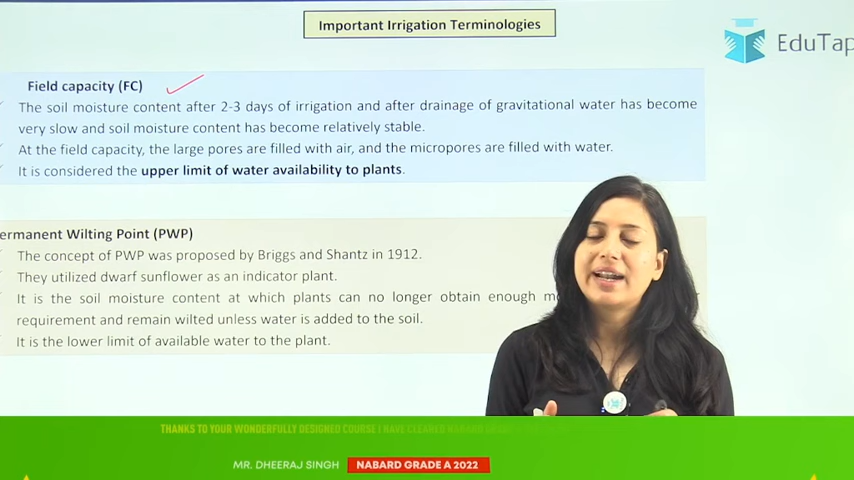 Important Irrigation Terminologies
EduTap
Field capacity (FC)
The soil moisture content after 2-3 days of irrigation and after drainage of gravitational water has become
very slow and soil moisture content has become relatively stable.
At the field capacity, the large pores are filled with air, and the micropores are filled with water.
It is considered the upper limit of water availability to plants.
ermanent Wilting Point (PWP)
The concept of PWP was proposed by Briggs and Shantz in 1912.
They utilized dwarf sunflower as an indicator plant.
It is the soil moisture content at which plants can no longer obtain enough
requirement and remain wilted unless water is added to the soil.
It is the lower limit of available water to the plant.
THANKS TO YOUR WONDERFULLY DESIGNED COURSE I HAVE CLEARED NABARD
MR. DHEERAJ SINGH NABARD GRADE A 2022